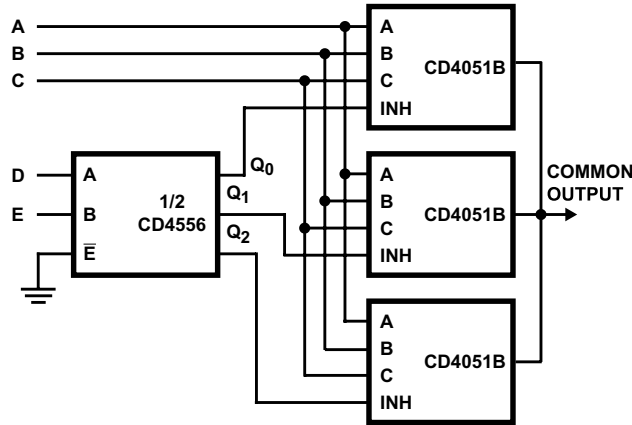 A
B
C
A
B
C
INH
CD4051B
D
E
A
B
E̅
1/2
CD4556
Q0
Q1
Q2
A
B
C
INH
CD4051B
COMMON
OUTPUT
A
B
C
INH
CD4051B